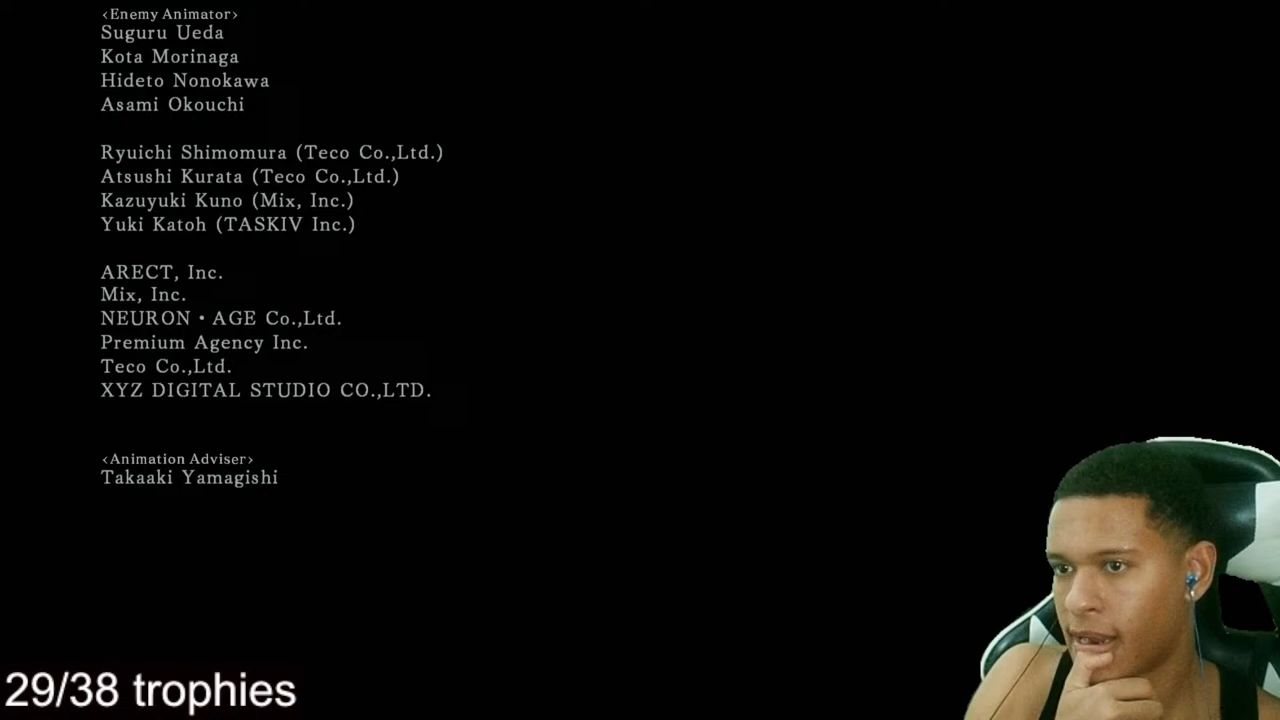 <Enemy Animator>
Suguru Ueda
Kota Morinaga
Hideto Nonokawa
Asami Okouchi
Ryuichi Shimomura (Teco Co.,Ltd.)
Atsushi Kurata (Teco Co.,Ltd.)
Kazuyuki Kuno (Mix, Inc.)
Yuki Katoh (TASKIV Inc.)
ARECT, Inc.
Mix, Inc.
NEURON・AGE Co.,Ltd.
Premium Agency Inc.
Teco Co.,Ltd.
XYZ DIGITAL STUDIO CO.,LTD.
<Animation Adviser>
Takaaki Yamagishi
29/38 trophies